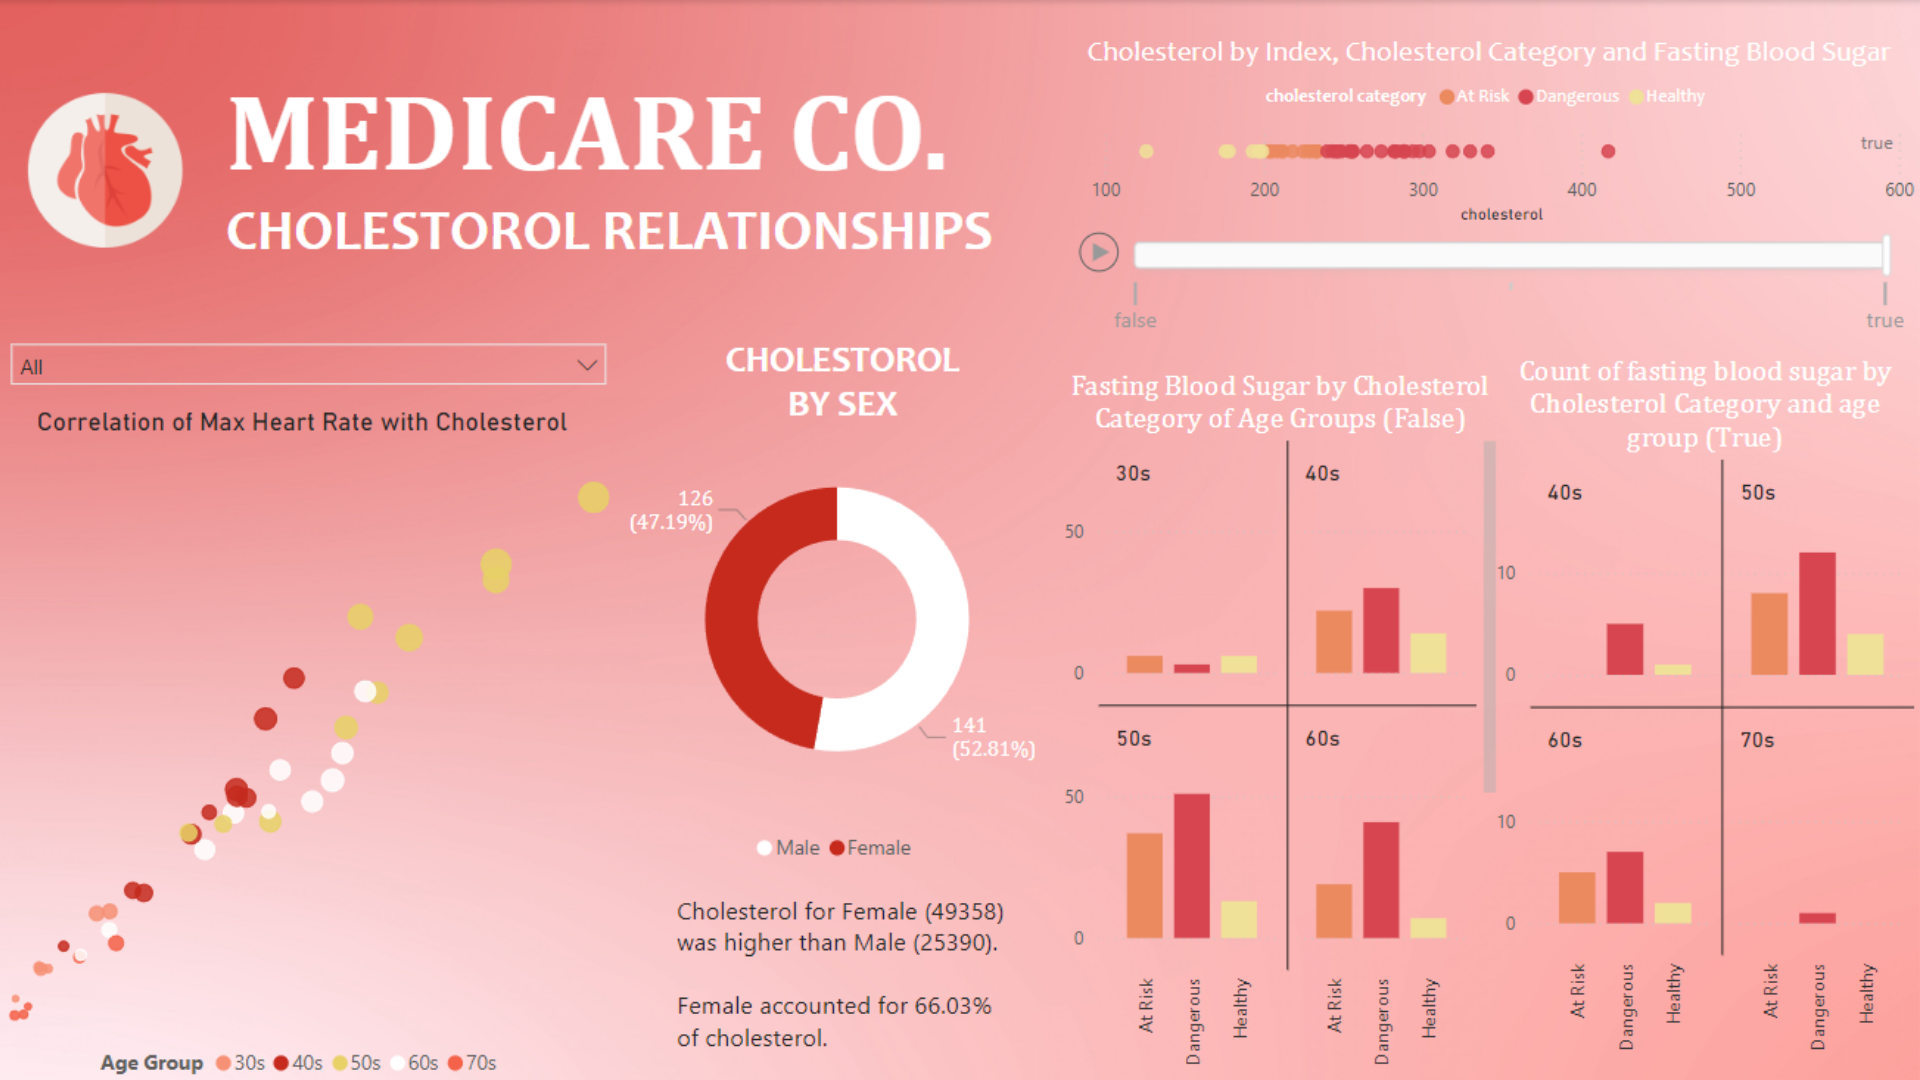 MEDICARE CO.
CHOLESTOROL RELATIONSHIPS
All
Correlation of Max Heart Rate with Cholesterol
Age Group 30s 40s 50s 60s 70s
CHOLESTOROL
BY SEX
126
(47.19%)
141
(52.81%)
Male Female
Cholesterol for Female (49358)
was higher than Male (25390).
Female accounted for 66.03%
of cholesterol.
Cholesterol by Index, Cholesterol Category and Fasting Blood Sugar
cholesterol category At Risk Dangerous Healthy
true
100 200 300 400 500 600
cholesterol
false true
Fasting Blood Sugar by Cholesterol
Category of Age Groups (False)
30s 40s
50
0
50s 60s
50
0
At Risk Dangerous Healthy At Risk Dangerous Healthy
Count of fasting blood sugar by
Cholesterol Category and age
group (True)
40s 50s
10
0
60s 70s
10
0
At Risk Dangerous Healthy At Risk Dangerous Healthy